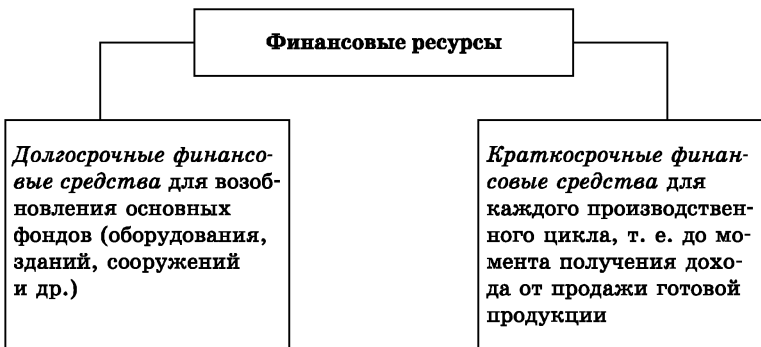 Финансовые ресурсы
Долгосрочные финансо-
вые средства для возоб-
новления основных
фондов (оборудования,
зданий, сооружений
и др.)
Краткосрочные финан-
совые средства для
каждого производствен-
ного цикла, т. е. до мо-
мента получения дохо-
да от продажи готовой
продукции